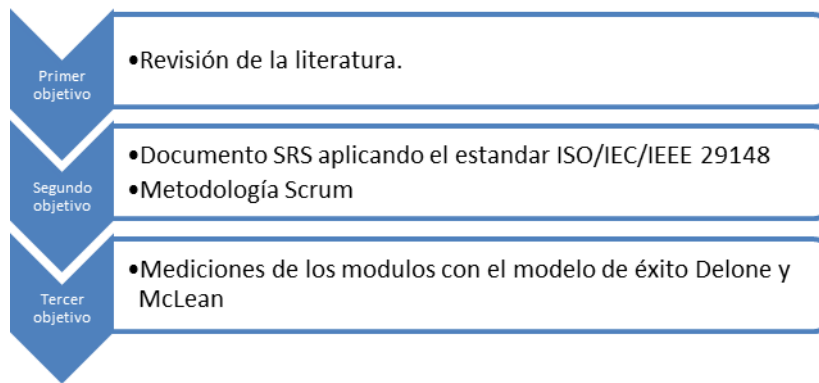 Primer
objetivo
•Revisión de la literatura.
Segundo
objetivo
•Documento SRS aplicando el estandar ISO/IEC/IEEE 29148
•Metodología Scrum
Tercer
objetivo
•Mediciones de los modulos con el modelo de éxito Delone y
McLean